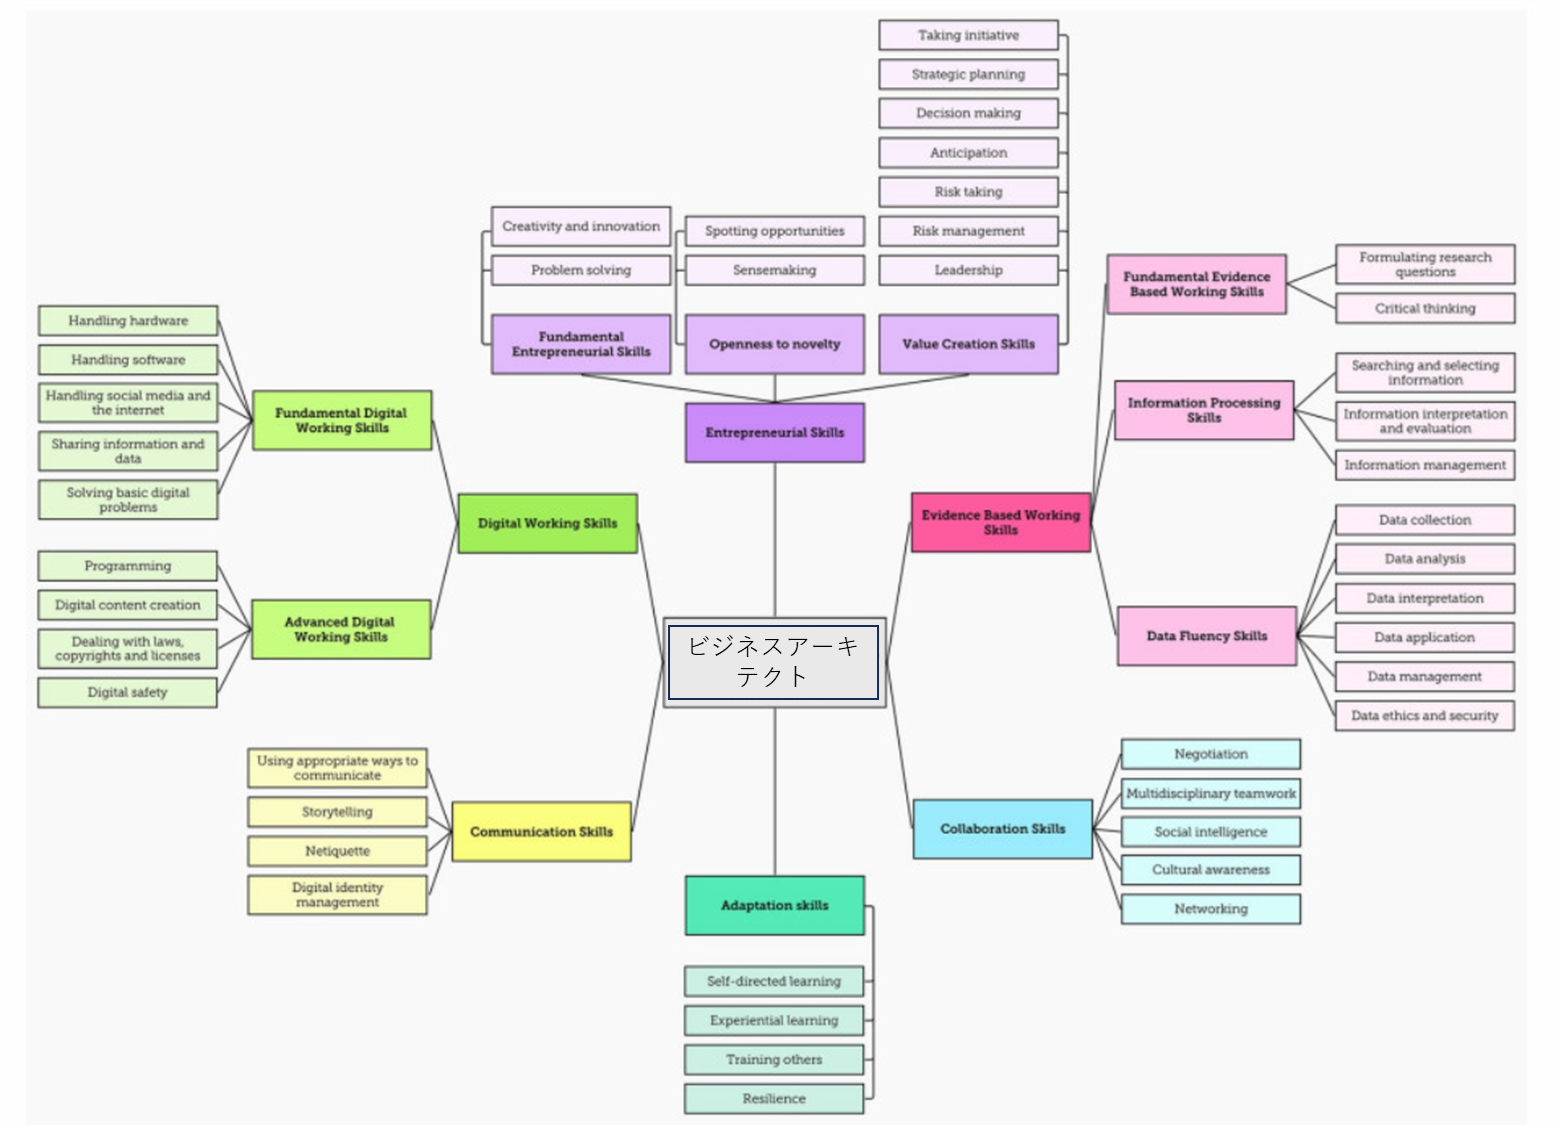 Taking initiative
Strategic planning
Decision making
Anticipation
Risk taking
Risk management
Leadership
Value Creation Skills
Creativity and innovation
Problem solving
Fundamental
Entrepreneurial Skills
Spotting opportunities
Sensemaking
Openness to novelty
Entrepreneurial Skills
Handling hardware
Handling software
Handling social media and
the internet
Sharing information and
data
Solving basic digital
problems
Fundamental Digital
Working Skills
Programming
Digital content creation
Dealing with laws,
copyrights and licenses
Digital safety
Advanced Digital
Working Skills
Digital Working Skills
Fundamental Evidence
Based Working Skills
Formulating research
questions
Critical thinking
Information Processing
Skills
Searching and selecting
information
Information interpretation
and evaluation
Information management
Evidence Based Working
Skills
Data Fluency Skills
Data collection
Data analysis
Data interpretation
Data application
Data management
Data ethics and security
ビジネスアーキ
テクト
Using appropriate ways to
communicate
Storytelling
Netiquette
Digital identity
management
Communication Skills
Collaboration Skills
Negotiation
Multidisciplinary teamwork
Social intelligence
Cultural awareness
Networking
Adaptation skills
Self-directed learning
Experiential learning
Training others
Resilience